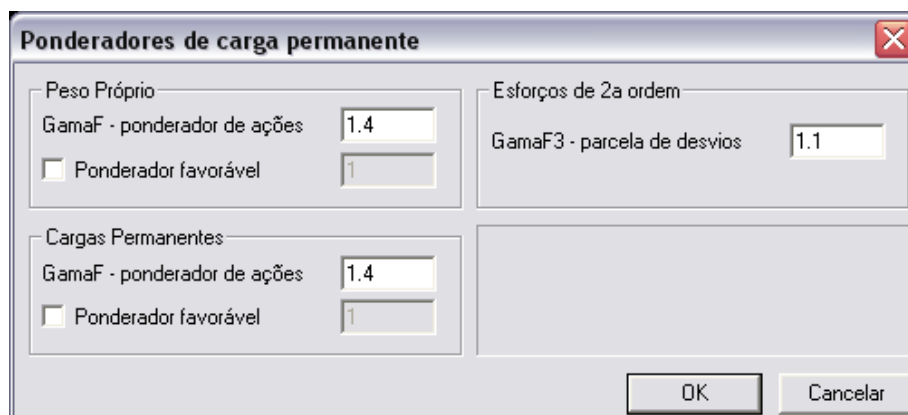 Ponderadores de carga permanente
Peso Próprio
GamaF - ponderador de ações 1.4
Ponderador favorável 1
Cargas Permanentes
GamaF - ponderador de ações 1.4
Ponderador favorável 1
Esforços de 2a ordem
GamaF3 - parcela de desvios 1.1
OK Cancelar